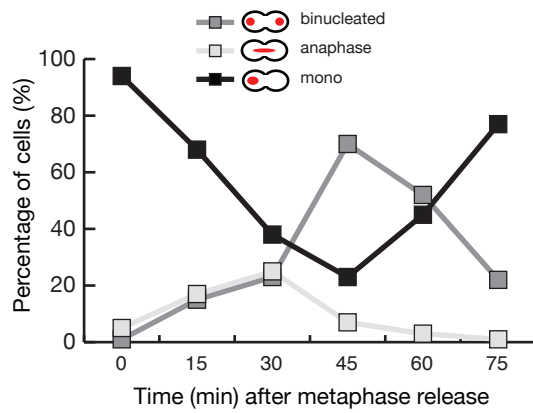 binucleated
anaphase
mono
Percentage of cells (%)
100
80
60
40
20
0
0 15 30 45 60 75
Time (min) after metaphase release